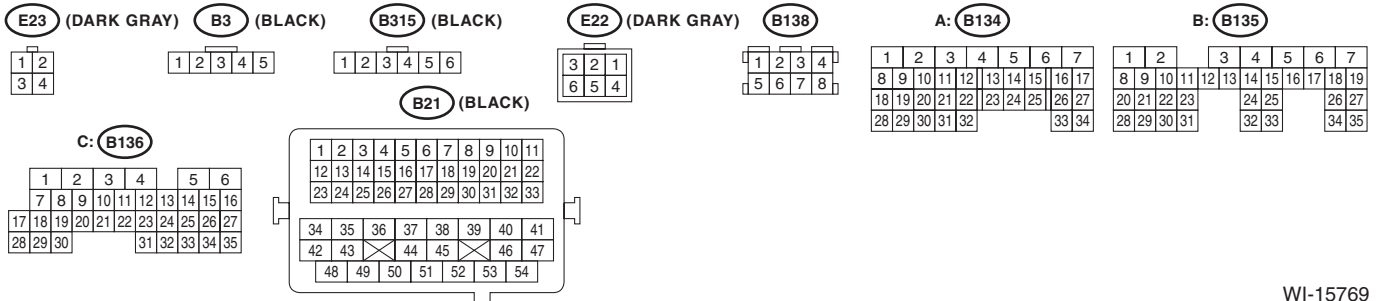 E23 (DARK GRAY) B3 (BLACK) B315 (BLACK) E22 (DARK GRAY) B138 A: B134 B: B135
1 2
3 4
1 2 3 4 5
1 2 3 4 5 6
3 2 1
6 5 4
1 2 3 4
5 6 7 8
1 2 3 4 5 6 7
8 9 10 11 12 13 14 15 16 17
18 19 20 21 22 23 24 25 26 27
28 29 30 31 32 33 34
1 2 3 4 5 6 7
8 9 10 11 12 13 14 15 16 17 18 19
20 21 22 23 24 25 26 27
28 29 30 31 32 33 34 35
C: B136
1 2 3 4 5 6
7 8 9 10 11 12 13 14 15 16
17 18 19 20 21 22 23 24 25 26 27
28 29 30 31 32 33 34 35
B21 (BLACK)
1 2 3 4 5 6 7 8 9 10 11
12 13 14 15 16 17 18 19 20 21 22
23 24 25 26 27 28 29 30 31 32 33
34 35 36 37 38 39 40 41
42 43 44 45 46 47
48 49 50 51 52 53 54
WI-15769